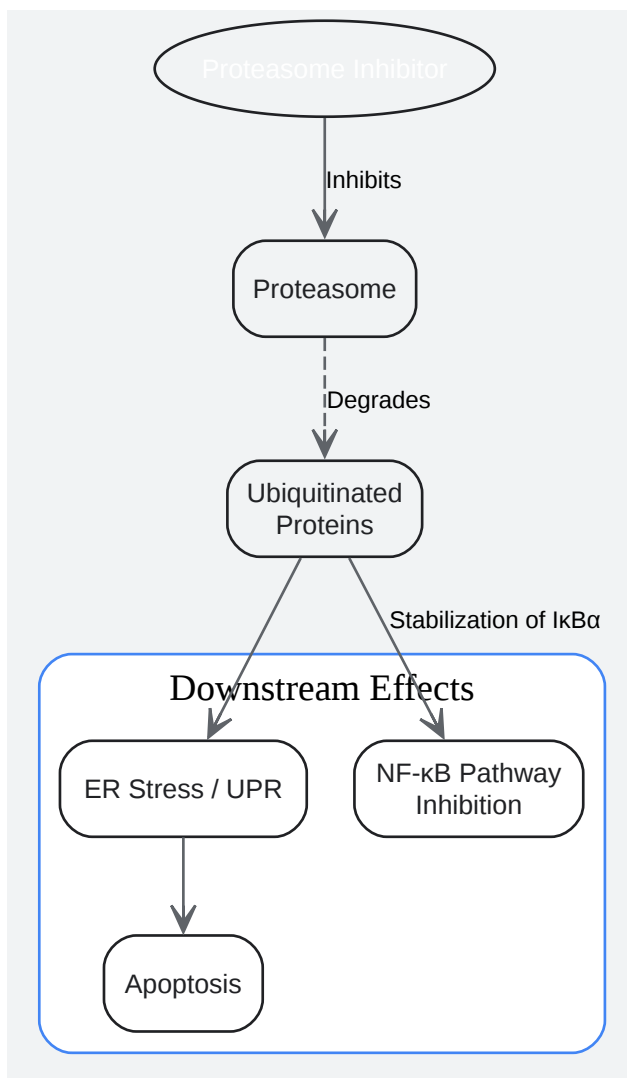 Proteasome Inhibitor
Inhibits
Proteasome
Degrades
Ubiquitinated
Proteins
Stabilization of IκBα
Downstream Effects
ER Stress / UPR
NF-κB Pathway
Inhibition
Apoptosis